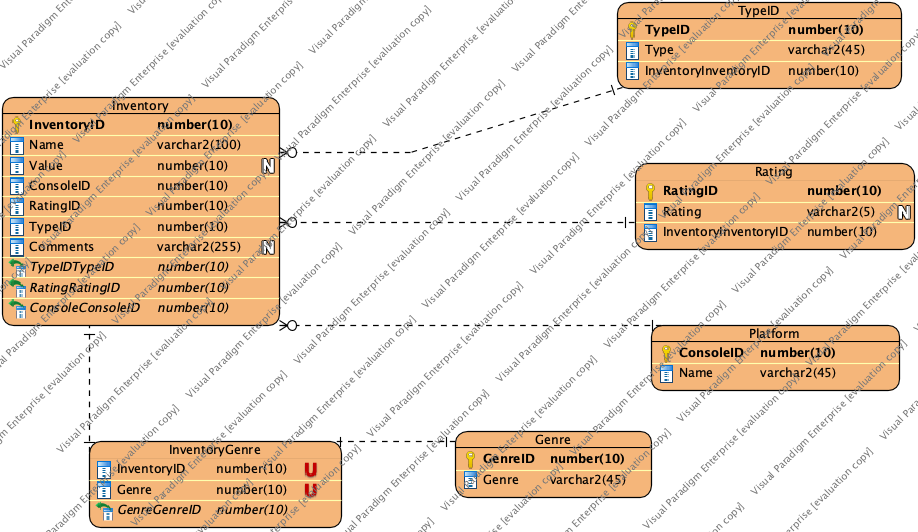 TypeID
TypeID number(10)
Type varchar2(45)
InventoryInventoryID number(10)
Inventory
InventoryID number(10)
Name varchar2(100)
Value number(10) N
ConsoleID number(10)
RatingID number(10)
TypeID number(10)
Comments varchar2(255) N
TypeIDTypeID number(10)
RatingRatingID number(10)
ConsoleConsoleID number(10)
Rating
RatingID number(10)
Rating varchar2(5) N
InventoryInventoryID number(10)
Platform
ConsoleID number(10)
Name varchar2(45)
InventoryGenre
InventoryID number(10) U
Genre number(10) U
GenreGenreID number(10)
Genre
GenreID number(10)
Genre varchar2(45)
Visual Paradigm Enterprise [evaluation copy]